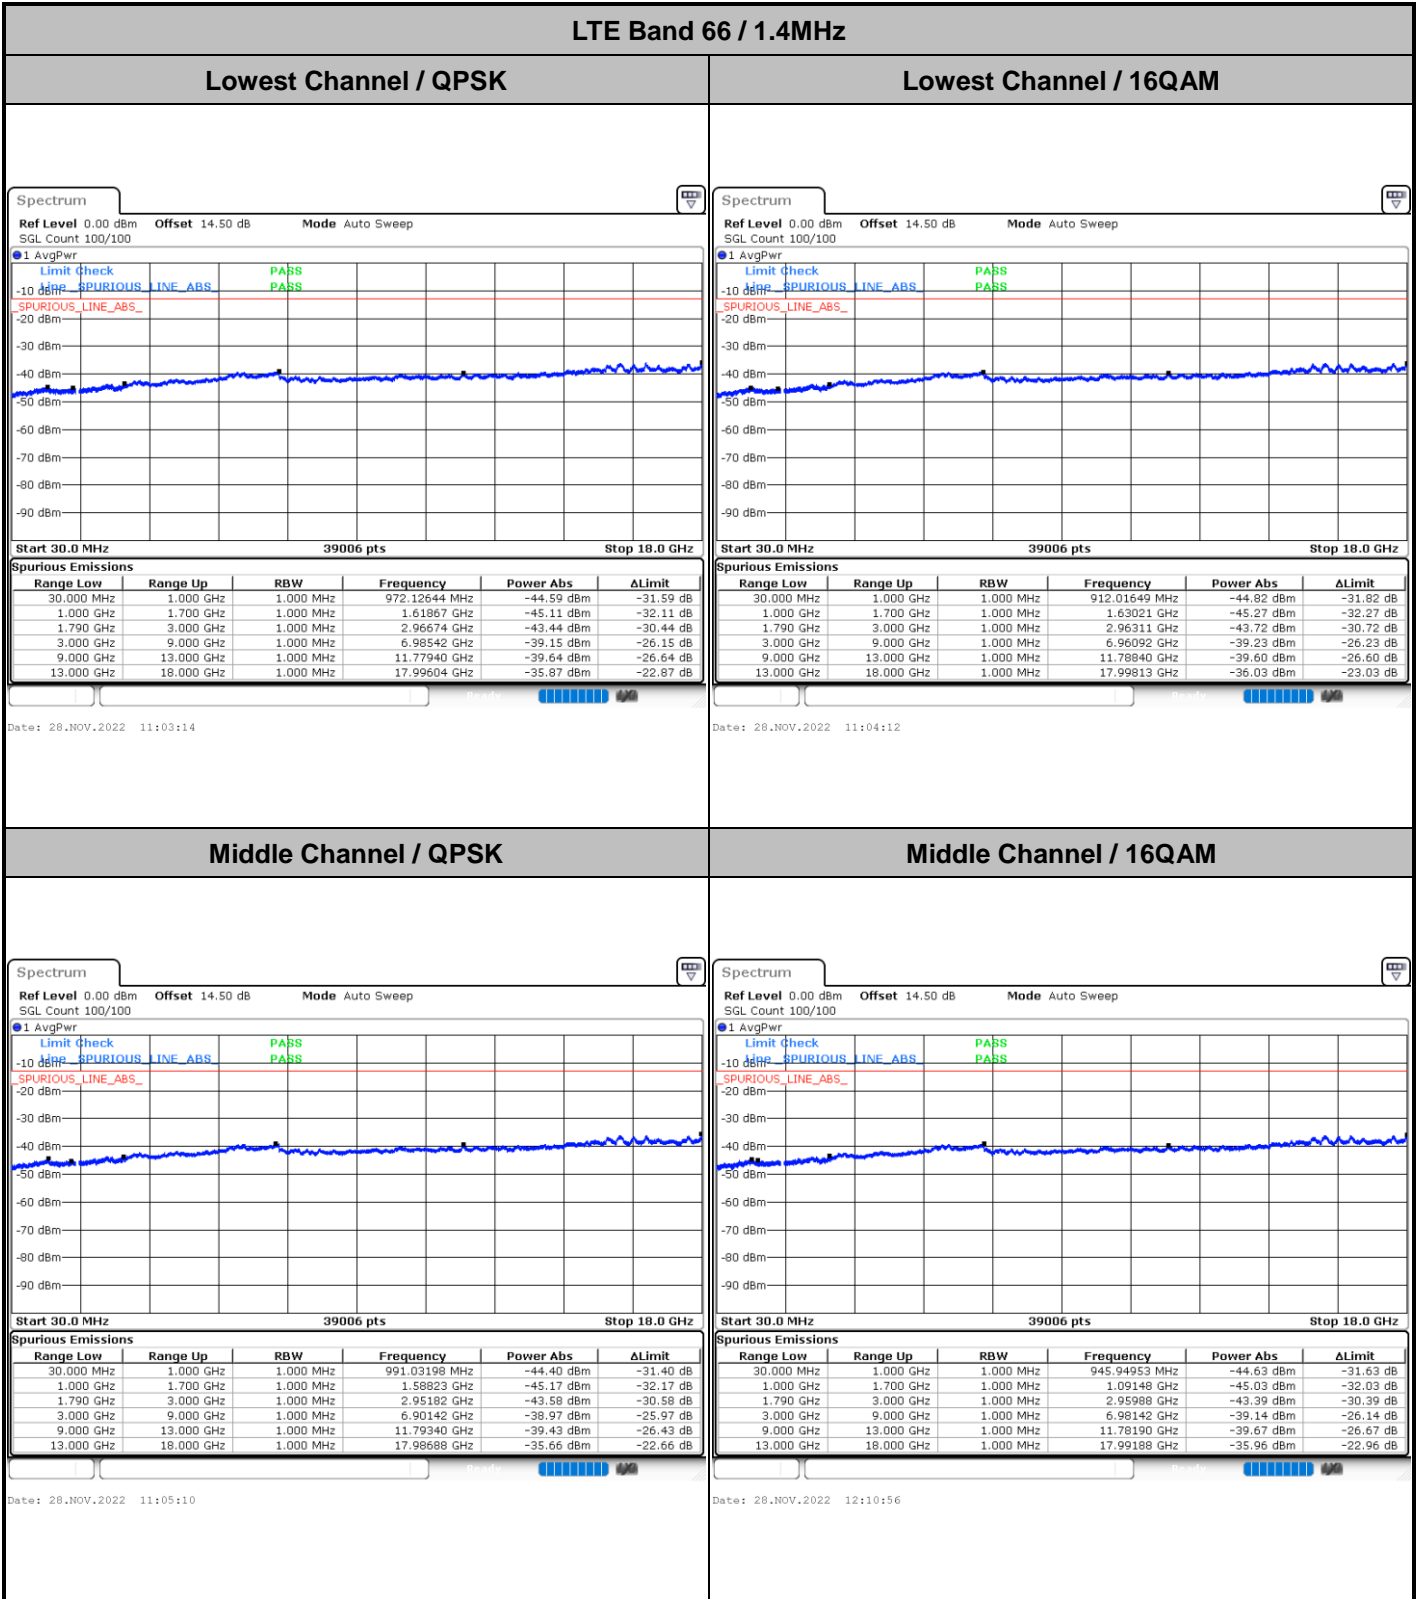 LTE Band 66 / 1.4MHz
Lowest Channel / QPSK
Lowest Channel / 16QAM
Spectrum
Ref Level 0.00 dBm Offset 14.50 dB Mode Auto Sweep
SGL Count 100/100
1 AvgPwr
Limit Check PASS
Line _SPURIOUS_LINE_ABS_ PASS
-10 dBm
_SPURIOUS_LINE_ABS_
-20 dBm
-30 dBm
-40 dBm
-50 dBm
-60 dBm
-70 dBm
-80 dBm
-90 dBm
Start 30.0 MHz 39006 pts Stop 18.0 GHz
Spurious Emissions
Range Low Range Up RBW Frequency Power Abs ΔLimit
30.000 MHz 1.000 GHz 1.000 MHz 972.12644 MHz -44.59 dBm -31.59 dB
1.000 GHz 1.700 GHz 1.000 MHz 1.61867 GHz -45.11 dBm -32.11 dB
1.790 GHz 3.000 GHz 1.000 MHz 2.96674 GHz -43.44 dBm -30.44 dB
3.000 GHz 9.000 GHz 1.000 MHz 6.98542 GHz -39.15 dBm -26.15 dB
9.000 GHz 13.000 GHz 1.000 MHz 11.77940 GHz -39.64 dBm -26.64 dB
13.000 GHz 18.000 GHz 1.000 MHz 17.99604 GHz -35.87 dBm -22.87 dB
Ready
Date: 28.NOV.2022 11:03:14
Spectrum
Ref Level 0.00 dBm Offset 14.50 dB Mode Auto Sweep
SGL Count 100/100
1 AvgPwr
Limit Check PASS
Line _SPURIOUS_LINE_ABS_ PASS
-10 dBm
_SPURIOUS_LINE_ABS_
-20 dBm
-30 dBm
-40 dBm
-50 dBm
-60 dBm
-70 dBm
-80 dBm
-90 dBm
Start 30.0 MHz 39006 pts Stop 18.0 GHz
Spurious Emissions
Range Low Range Up RBW Frequency Power Abs ΔLimit
30.000 MHz 1.000 GHz 1.000 MHz 912.01649 MHz -44.82 dBm -31.82 dB
1.000 GHz 1.700 GHz 1.000 MHz 1.63021 GHz -45.27 dBm -32.27 dB
1.790 GHz 3.000 GHz 1.000 MHz 2.96311 GHz -43.72 dBm -30.72 dB
3.000 GHz 9.000 GHz 1.000 MHz 6.96092 GHz -39.23 dBm -26.23 dB
9.000 GHz 13.000 GHz 1.000 MHz 11.78840 GHz -39.60 dBm -26.60 dB
13.000 GHz 18.000 GHz 1.000 MHz 17.99813 GHz -36.03 dBm -23.03 dB
Ready
Date: 28.NOV.2022 11:04:12
Middle Channel / QPSK
Middle Channel / 16QAM
Spectrum
Ref Level 0.00 dBm Offset 14.50 dB Mode Auto Sweep
SGL Count 100/100
1 AvgPwr
Limit Check PASS
Line _SPURIOUS_LINE_ABS_ PASS
-10 dBm
_SPURIOUS_LINE_ABS_
-20 dBm
-30 dBm
-40 dBm
-50 dBm
-60 dBm
-70 dBm
-80 dBm
-90 dBm
Start 30.0 MHz 39006 pts Stop 18.0 GHz
Spurious Emissions
Range Low Range Up RBW Frequency Power Abs ΔLimit
30.000 MHz 1.000 GHz 1.000 MHz 991.03198 MHz -44.40 dBm -31.40 dB
1.000 GHz 1.700 GHz 1.000 MHz 1.58823 GHz -45.17 dBm -32.17 dB
1.790 GHz 3.000 GHz 1.000 MHz 2.95182 GHz -43.58 dBm -30.58 dB
3.000 GHz 9.000 GHz 1.000 MHz 6.90142 GHz -38.97 dBm -25.97 dB
9.000 GHz 13.000 GHz 1.000 MHz 11.79340 GHz -39.43 dBm -26.43 dB
13.000 GHz 18.000 GHz 1.000 MHz 17.98688 GHz -35.66 dBm -22.66 dB
Ready
Date: 28.NOV.2022 11:05:10
Spectrum
Ref Level 0.00 dBm Offset 14.50 dB Mode Auto Sweep
SGL Count 100/100
1 AvgPwr
Limit Check PASS
Line _SPURIOUS_LINE_ABS_ PASS
-10 dBm
_SPURIOUS_LINE_ABS_
-20 dBm
-30 dBm
-40 dBm
-50 dBm
-60 dBm
-70 dBm
-80 dBm
-90 dBm
Start 30.0 MHz 39006 pts Stop 18.0 GHz
Spurious Emissions
Range Low Range Up RBW Frequency Power Abs ΔLimit
30.000 MHz 1.000 GHz 1.000 MHz 945.94953 MHz -44.63 dBm -31.63 dB
1.000 GHz 1.700 GHz 1.000 MHz 1.09148 GHz -45.03 dBm -32.03 dB
1.790 GHz 3.000 GHz 1.000 MHz 2.95988 GHz -43.39 dBm -30.39 dB
3.000 GHz 9.000 GHz 1.000 MHz 6.98142 GHz -39.14 dBm -26.14 dB
9.000 GHz 13.000 GHz 1.000 MHz 11.78190 GHz -39.67 dBm -26.67 dB
13.000 GHz 18.000 GHz 1.000 MHz 17.99188 GHz -35.96 dBm -22.96 dB
Ready
Date: 28.NOV.2022 12:10:56